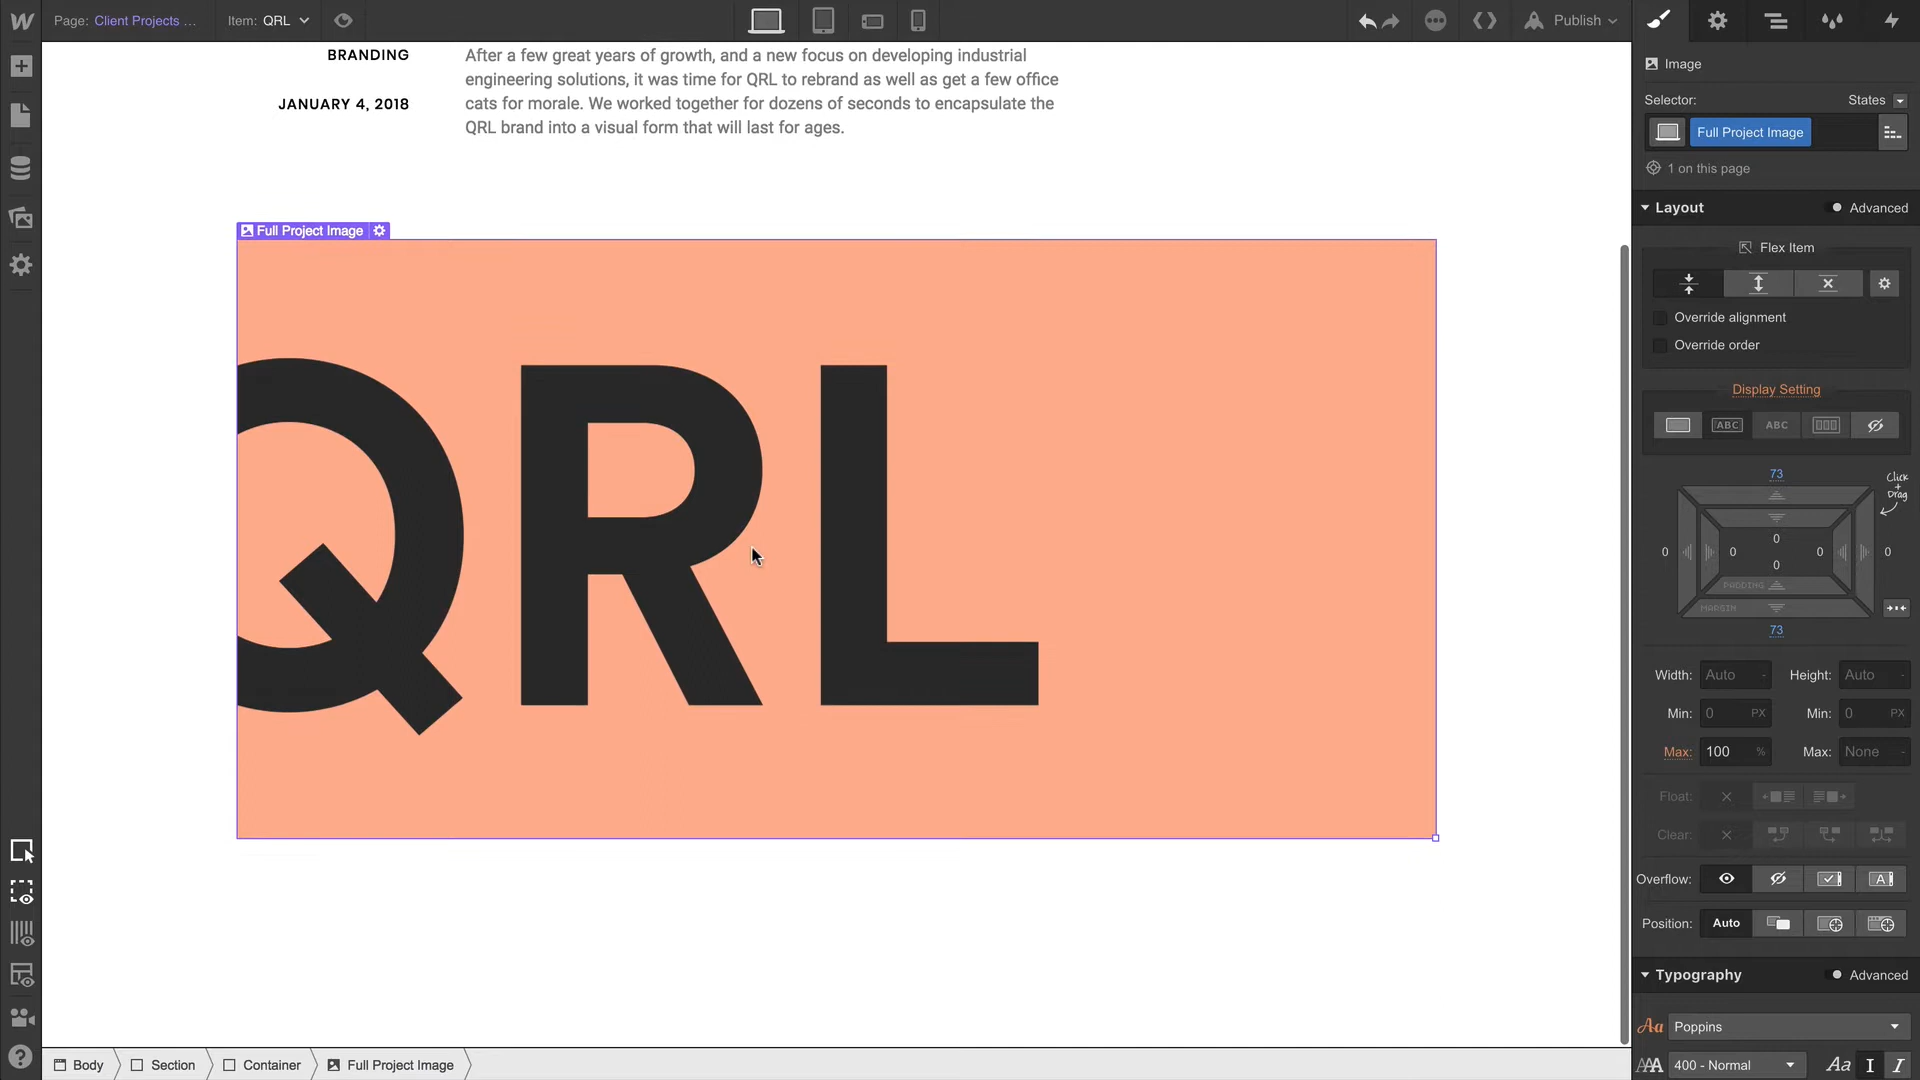 Page: Client Projects ...
Item: QRL
Publish
BRANDING
JANUARY 4, 2018
After a few great years of growth, and a new focus on developing industrial
engineering solutions, it was time for QRL to rebrand as well as get a few office
cats for morale. We worked together for dozens of seconds to encapsulate the
QRL brand into a visual form that will last for ages.
Full Project Image
QRL
Image
Selector:
States
Full Project Image
1 on this page
Layout
Advanced
Flex Item
Override alignment
Override order
Display Setting
ABC
ABC
73
Click
+
Drag
0
0
0
0
0
0
PADDING
MARGIN
73
Width: Auto -
Height: Auto -
Min: 0 PX
Min: 0 PX
Max: 100 %
Max: None -
Float:
Clear:
Overflow:
Position: Auto
Typography
Advanced
Aa Poppins
AAA 400 - Normal
Aa I I
Body
Section
Container
Full Project Image